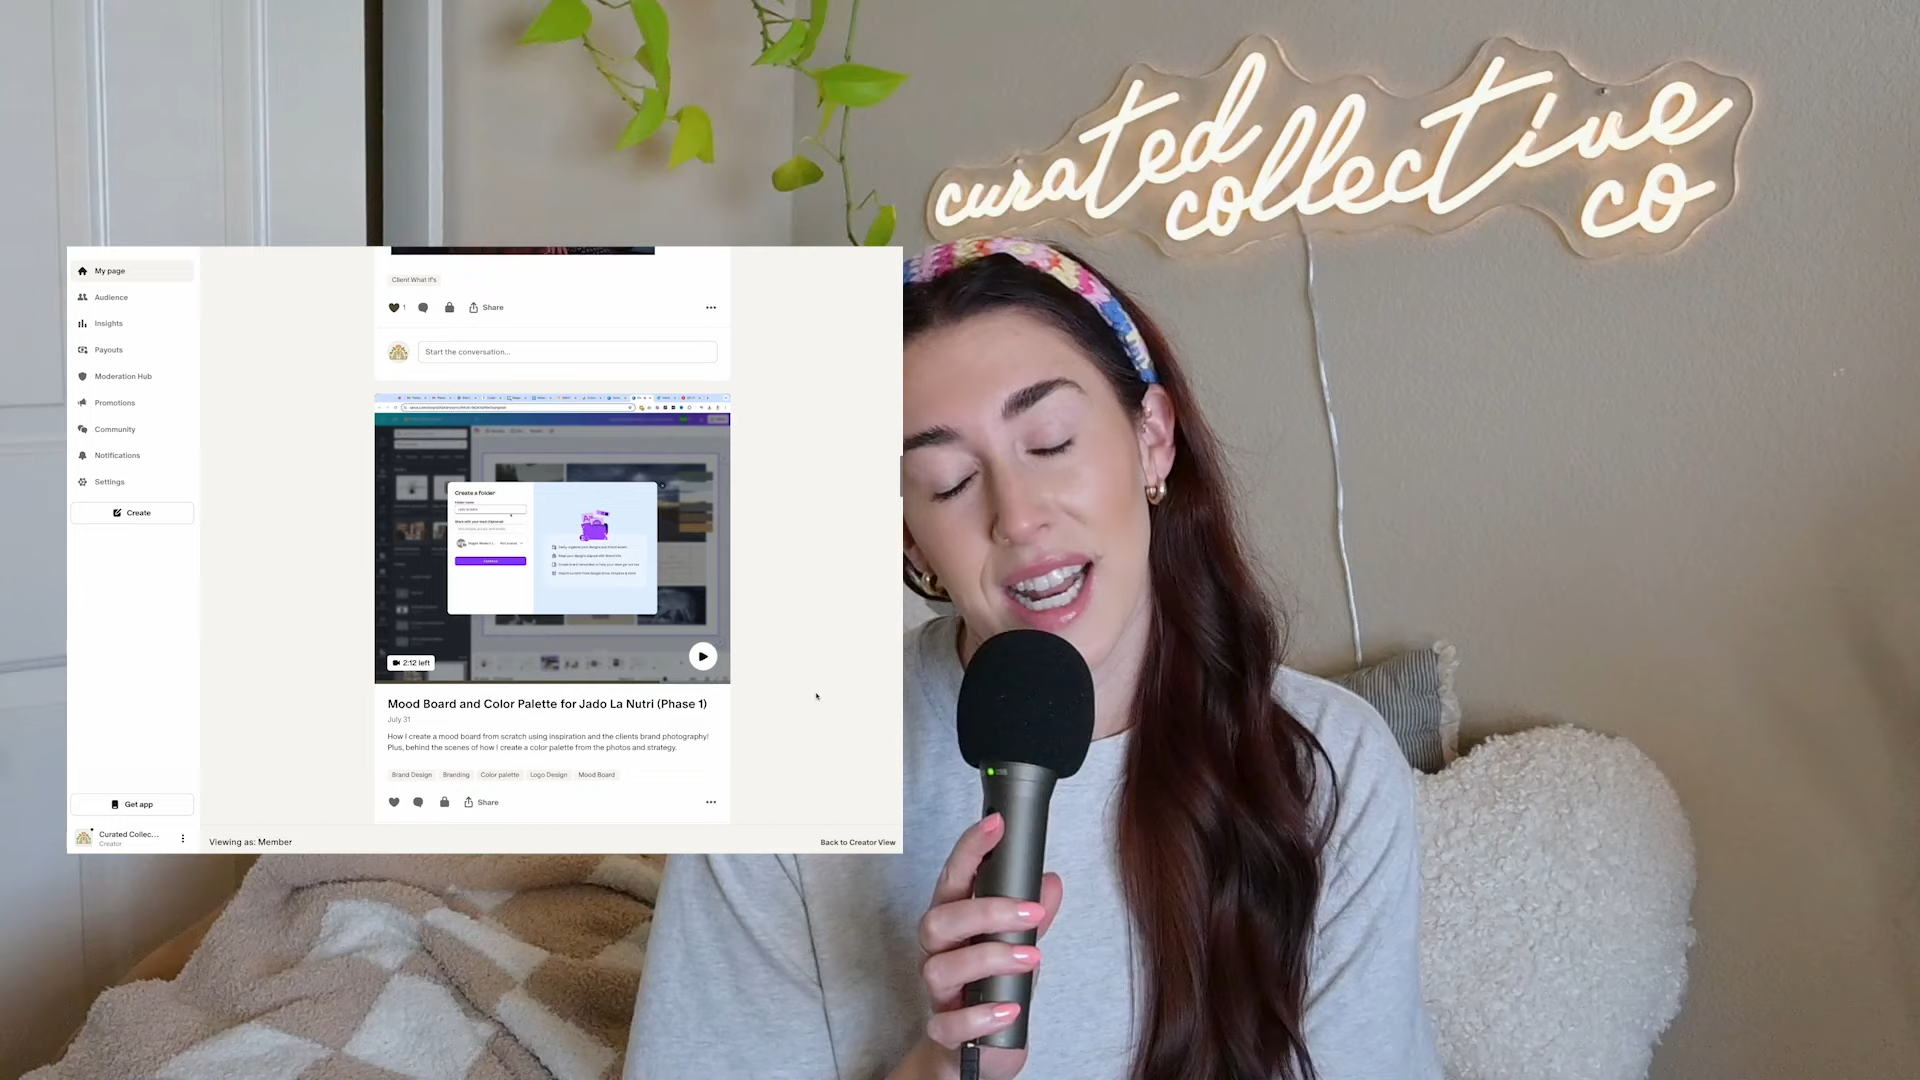 curated
collective
co
My page
Audience
Insights
Payouts
Moderation Hub
Promotions
Community
Notifications
Settings
Create
Get app
Curated Collec...
Creator
Client What If's
1
Share
Start the conversation...
Create a folder
Continue
2:12 left
Mood Board and Color Palette for Jado La Nutri (Phase 1)
July 31
How I create a mood board from scratch using inspiration and the clients brand photography!
Plus, behind the scenes of how I create a color palette from the photos and strategy.
Brand Design Branding Color palette Logo Design Mood Board
Share
Viewing as: Member
Back to Creator View